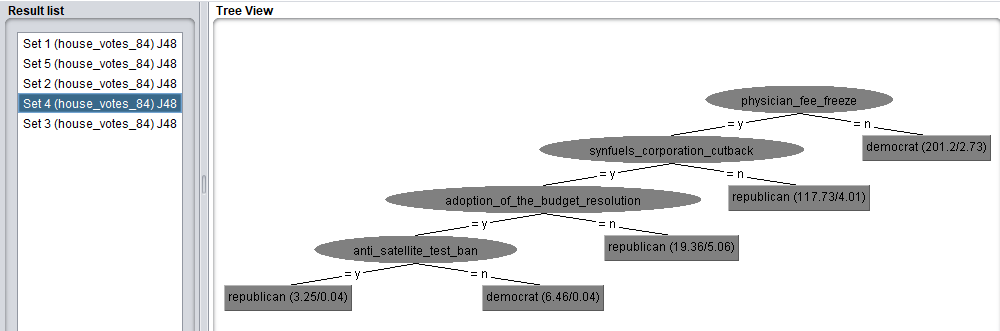 Result list
Set 1 (house_votes_84) J48
Set 5 (house_votes_84) J48
Set 2 (house_votes_84) J48
Set 4 (house_votes_84) J48
Set 3 (house_votes_84) J48
Tree View
physician_fee_freeze
= y
= n
synfuels_corporation_cutback
democrat (201.2/2.73)
= y
= n
adoption_of_the_budget_resolution
republican (117.73/4.01)
= y
= n
anti_satellite_test_ban
republican (19.36/5.06)
= y
= n
republican (3.25/0.04)
democrat (6.46/0.04)